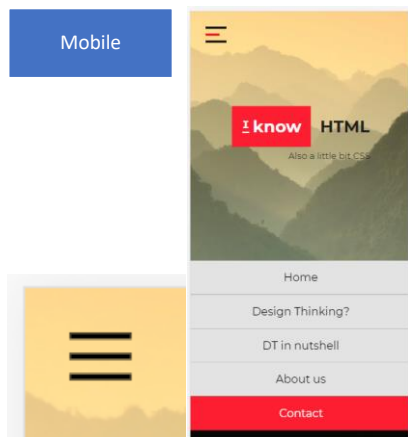 Mobile
I know HTML
Also a little bit CSS
Home
Design Thinking?
DT in nutshell
About us
Contact